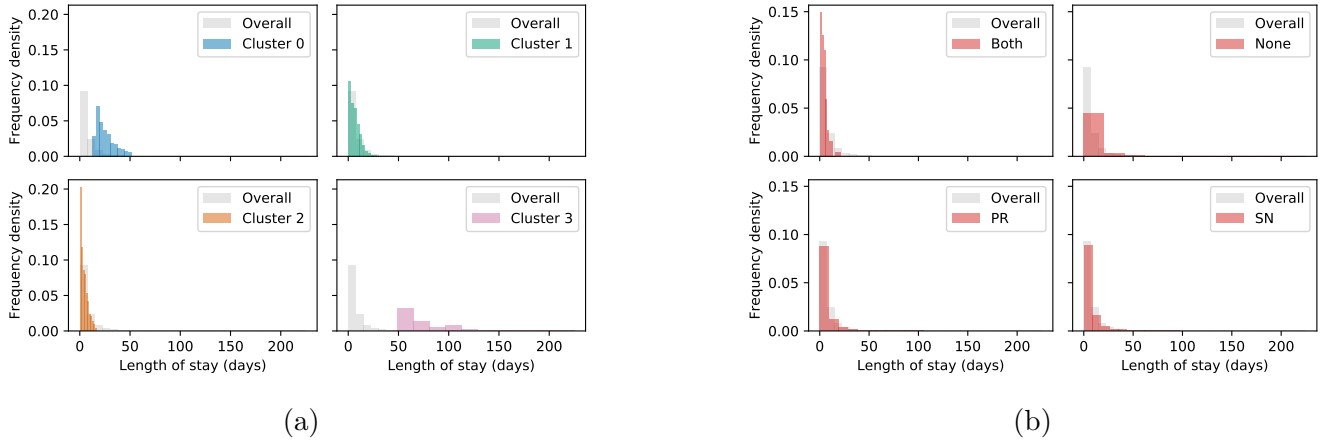 0.20
0.15
0.10
0.05
0.00
Frequency density
Overall
Cluster 0
Overall
Cluster 1
0.20
0.15
0.10
0.05
0.00
Frequency density
Overall
Cluster 2
0 50 100 150 200
Length of stay (days)
Overall
Cluster 3
0 50 100 150 200
Length of stay (days)
(a)
0.15
0.10
0.05
0.00
Frequency density
Overall
Both
Overall
None
0.15
0.10
0.05
0.00
Frequency density
Overall
PR
0 50 100 150 200
Length of stay (days)
Overall
SN
0 50 100 150 200
Length of stay (days)
(b)